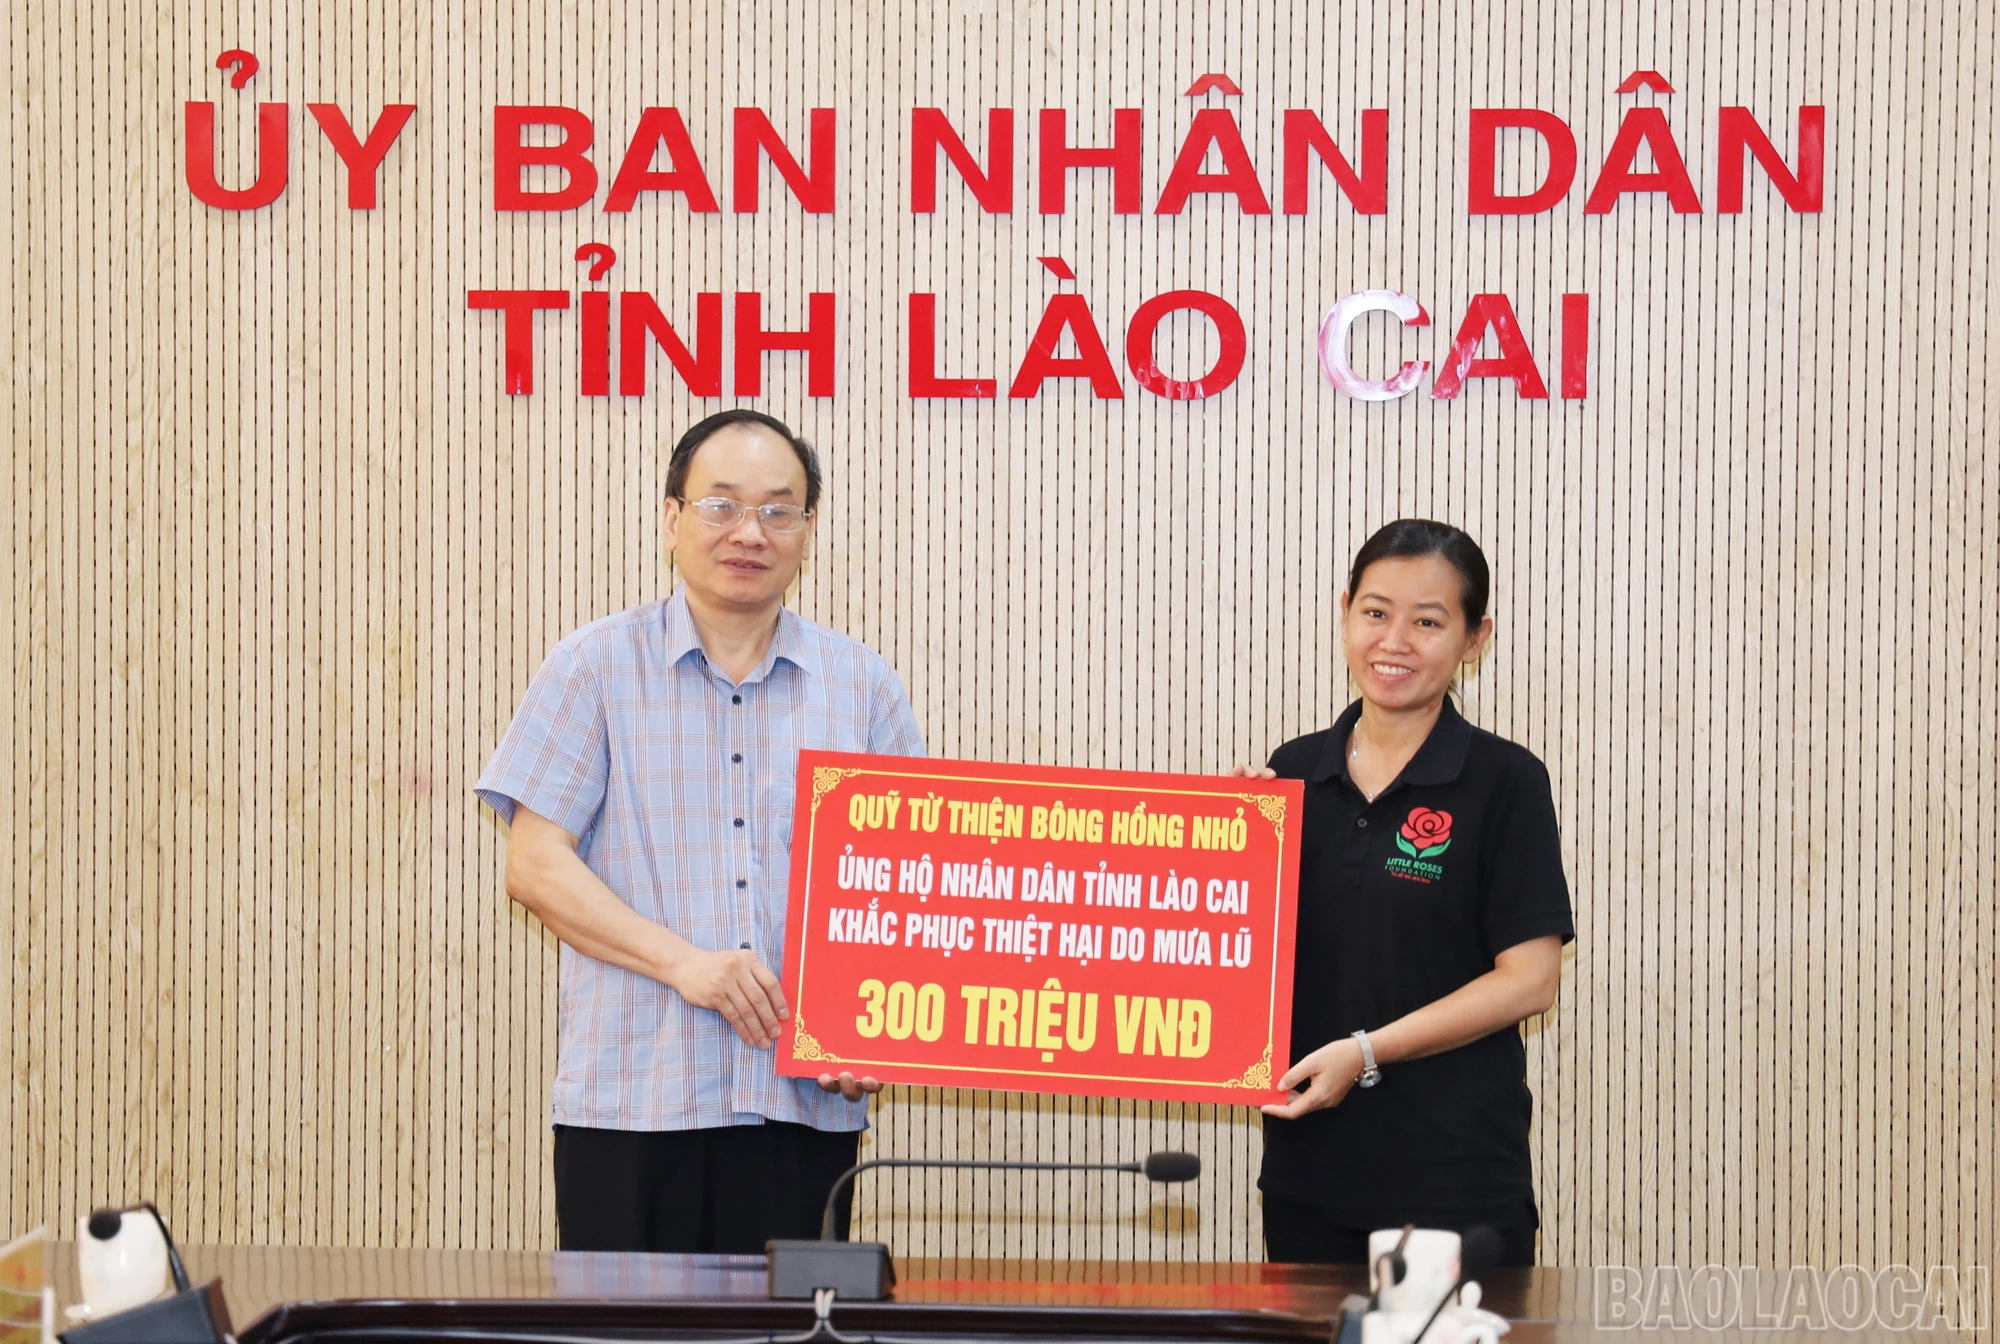 ỦY BAN NHÂN DÂN
TỈNH LÀO CAI
QUỸ TỪ THIỆN BÔNG HỒNG NHỎ
ỦNG HỘ NHÂN DÂN TỈNH LÀO CAI
KHẮC PHỤC THIỆT HẠI DO MƯA LŨ
300 TRIỆU VNĐ
LITTLE ROSES
FOUNDATION
BAOLAOCAI